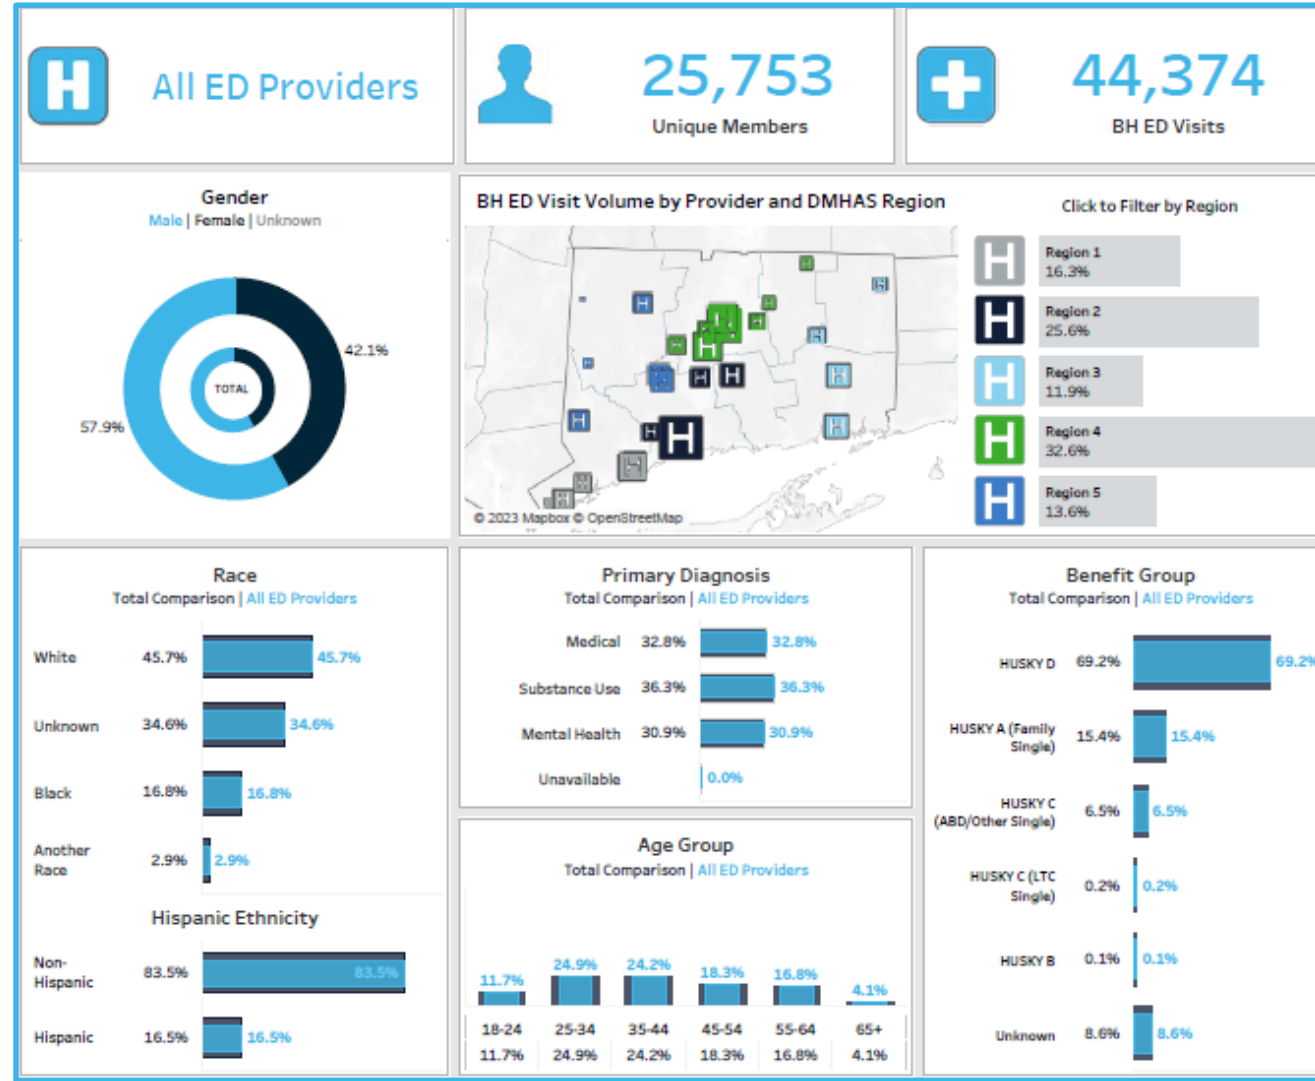 H
All ED Providers
25,753
Unique Members
44,374
BH ED Visits
Gender
Male | Female | Unknown
42.1%
TOTAL
57.9%
BH ED Visit Volume by Provider and DMHAS Region
© 2023 Mapbox © OpenStreetMap
Click to Filter by Region
H
Region 1
16.3%
H
Region 2
25.6%
H
Region 3
11.9%
H
Region 4
32.6%
H
Region 5
13.6%
Race
Total Comparison | All ED Providers
White 45.7% 45.7%
Unknown 34.6% 34.6%
Black 16.8% 16.8%
Another
Race 2.9% 2.9%
Hispanic Ethnicity
Non-
Hispanic 83.5% 83.5%
Hispanic 16.5% 16.5%
Primary Diagnosis
Total Comparison | All ED Providers
Medical 32.8% 32.8%
Substance Use 36.3% 36.3%
Mental Health 30.9% 30.9%
Unavailable 0.0%
Age Group
Total Comparison | All ED Providers
11.7% 24.9% 24.2% 18.3% 16.8% 4.1%
18-24 25-34 35-44 45-54 55-64 65+
11.7% 24.9% 24.2% 18.3% 16.8% 4.1%
Benefit Group
Total Comparison | All ED Providers
HUSKY D 69.2% 69.2%
HUSKY A (Family
Single) 15.4% 15.4%
HUSKY C
(ABD/Other Single) 6.5% 6.5%
HUSKY C (LTC
Single) 0.2% 0.2%
HUSKY B 0.1% 0.1%
Unknown 8.6% 8.6%